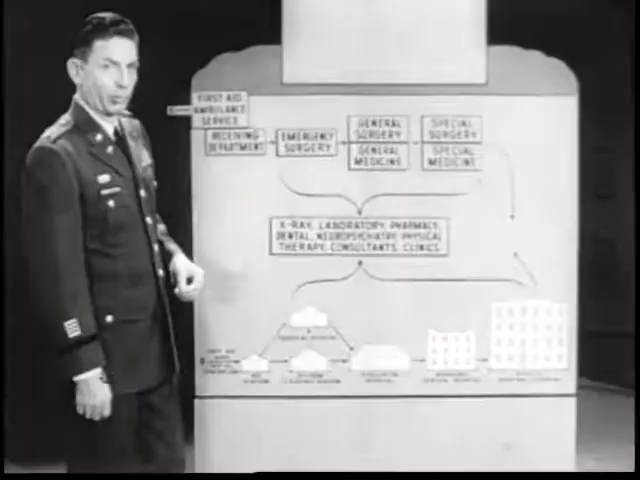 FIRST AID
AMBULANCE
SERVICE
RECEIVING
DEPARTMENT
EMERGENCY
SURGERY
GENERAL
SURGERY
GENERAL
MEDICINE
SPECIAL
SURGERY
SPECIAL
MEDICINE
X-RAY, LABORATORY, PHARMACY,
DENTAL, NEUROPSYCHIATRY, PHYSICAL
THERAPY, CONSULTANTS, CLINICS.